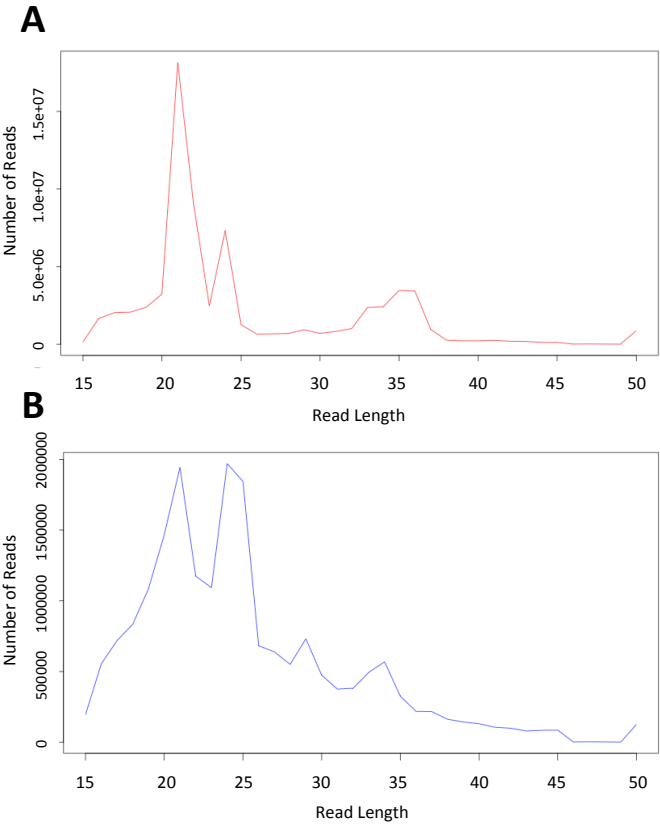 A
Number of Reads
1.5e+07
1.0e+07
5.0e+06
0
15 20 25 30 35 40 45 50
Read Length
B
Number of Reads
2000000
1500000
1000000
500000
0
15 20 25 30 35 40 45 50
Read Length